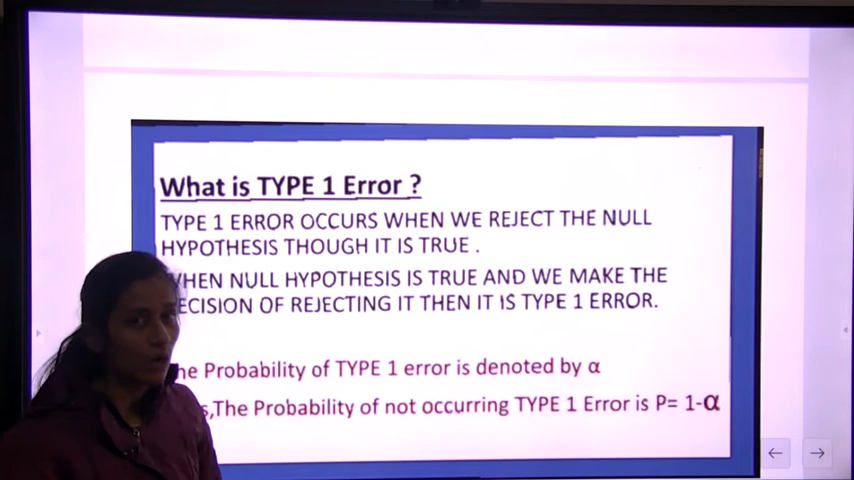 What is TYPE 1 Error ?
TYPE 1 ERROR OCCURS WHEN WE REJECT THE NULL
HYPOTHESIS THOUGH IT IS TRUE .
WHEN NULL HYPOTHESIS IS TRUE AND WE MAKE THE
DECISION OF REJECTING IT THEN IT IS TYPE 1 ERROR.
The Probability of TYPE 1 error is denoted by α
,The Probability of not occurring TYPE 1 Error is P= 1-α